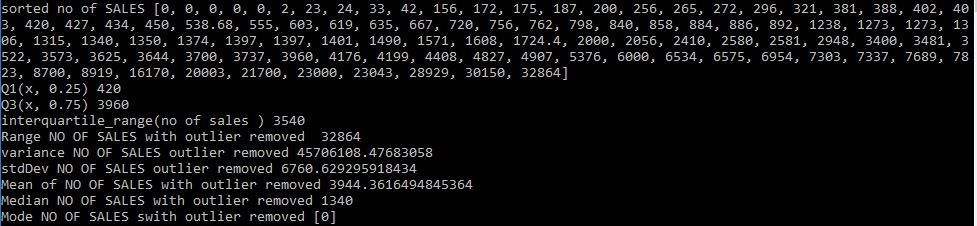 sorted no of SALES [0, 0, 0, 0, 0, 2, 23, 24, 33, 42, 156, 172, 175, 187, 200, 256, 265, 272, 296, 321, 381, 388, 402, 40
3, 420, 427, 434, 450, 538.68, 555, 603, 619, 635, 667, 720, 756, 762, 798, 840, 858, 884, 886, 892, 1238, 1273, 1273, 13
06, 1315, 1340, 1350, 1374, 1397, 1397, 1401, 1490, 1571, 1608, 1724.4, 2000, 2056, 2410, 2580, 2581, 2948, 3400, 3481, 3
522, 3573, 3625, 3644, 3700, 3737, 3960, 4176, 4199, 4408, 4827, 4907, 5376, 6000, 6534, 6575, 6954, 7303, 7337, 7689, 78
23, 8700, 8919, 16170, 20003, 21700, 23000, 23043, 28929, 30150, 32864]
Q1(x, 0.25) 420
Q3(x, 0.75) 3960
interquartile_range(no of sales ) 3540
Range NO OF SALES with outlier removed  32864
variance NO OF SALES outlier removed 45706108.47683058
stdDev NO OF SALES outlier removed 6760.629295918434
Mean of NO OF SALES with outlier removed 3944.3616494845364
Median NO OF SALES with outlier removed 1340
Mode NO OF SALES swith outlier removed [0]